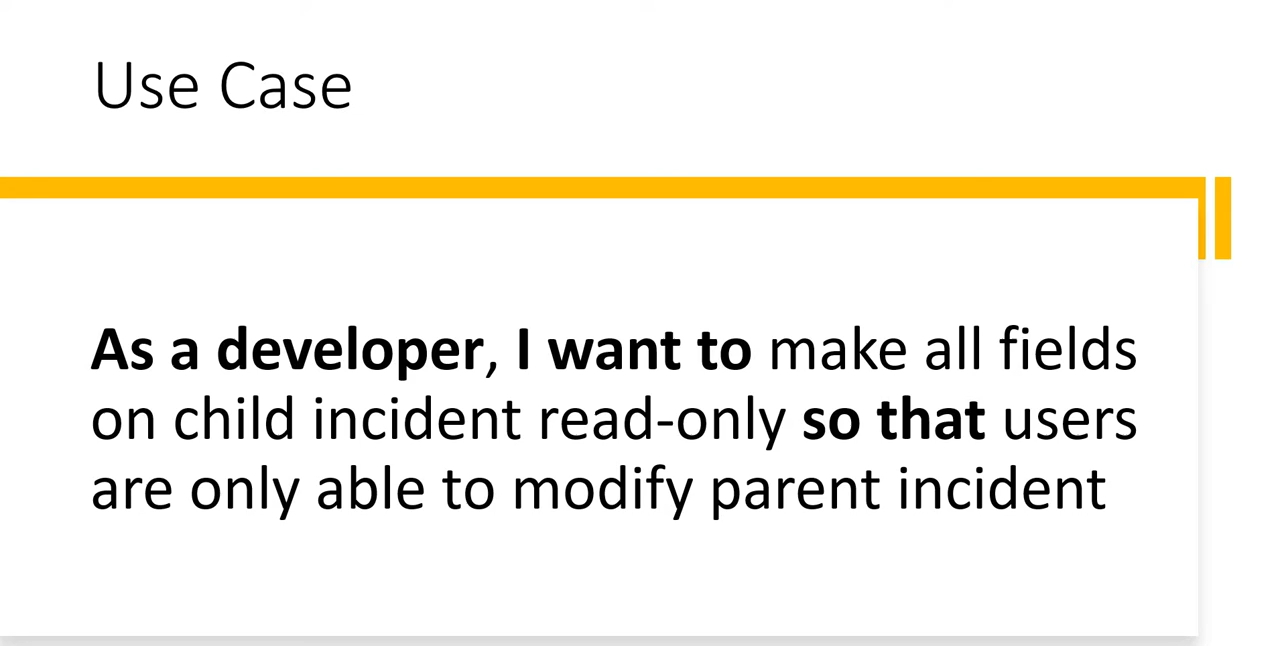 Use Case
As a developer, I want to make all fields
on child incident read-only so that users
are only able to modify parent incident